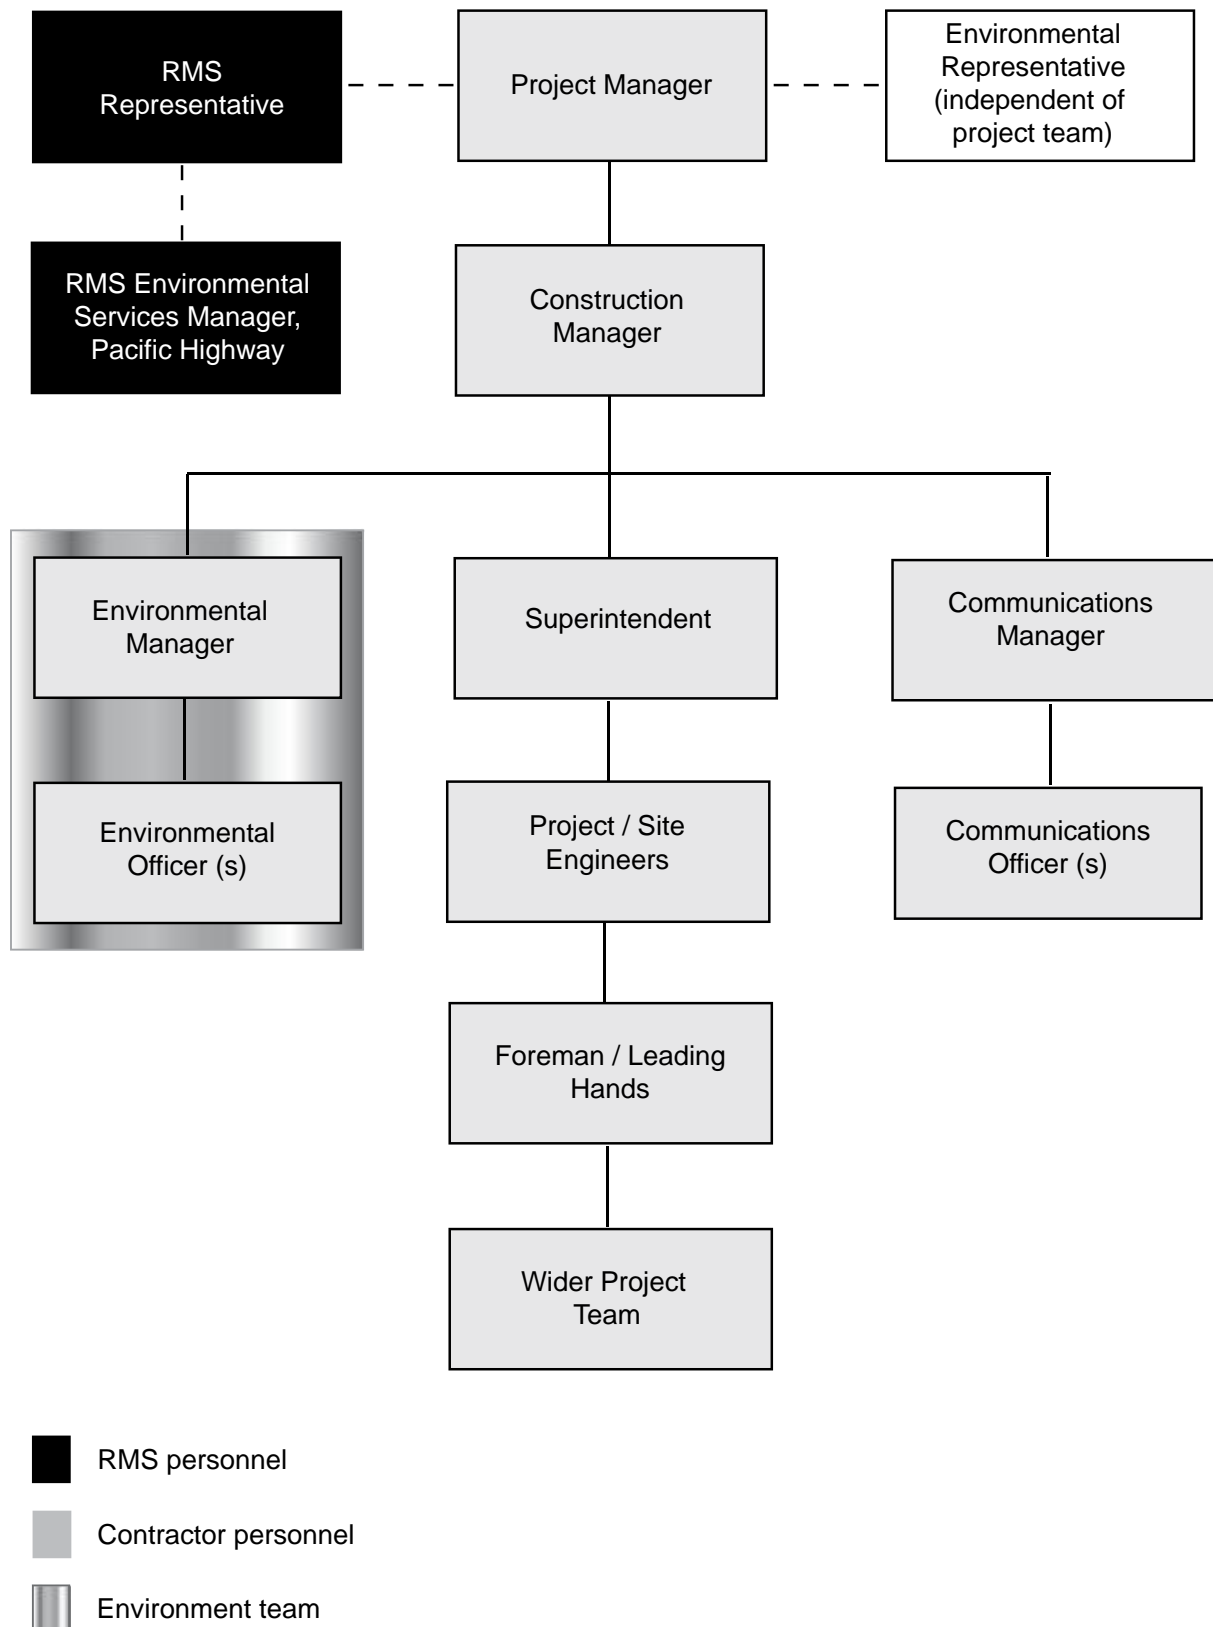 RMS
Representative
Project Manager
Environmental
Representative
(independent of
project team)
RMS Environmental
Services Manager,
Pacific Highway
Construction
Manager
Environmental
Manager
Superintendent
Communications
Manager
Environmental
Officer (s)
Project / Site
Engineers
Communications
Officer (s)
Foreman / Leading
Hands
Wider Project
Team
RMS personnel
Contractor personnel
Environment team